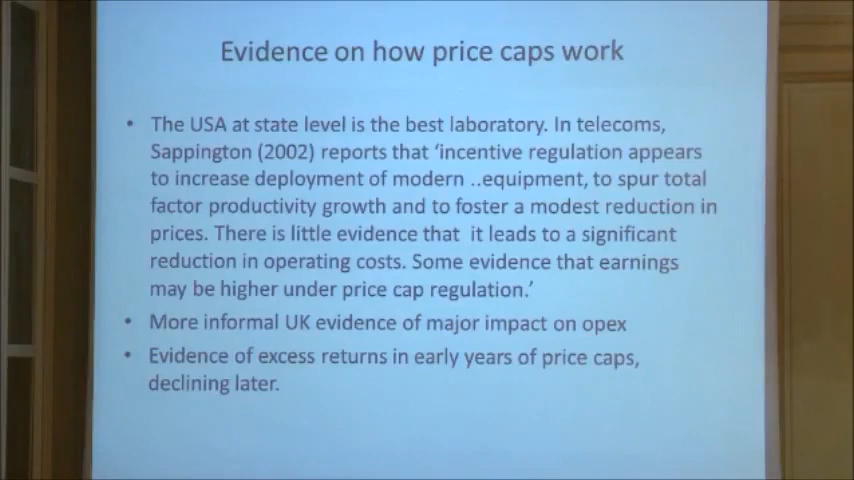 Evidence on how price caps work
• The USA at state level is the best laboratory. In telecoms,
Sappington (2002) reports that ‘incentive regulation appears
to increase deployment of modern ..equipment, to spur total
factor productivity growth and to foster a modest reduction in
prices. There is little evidence that it leads to a significant
reduction in operating costs. Some evidence that earnings
may be higher under price cap regulation.’
• More informal UK evidence of major impact on opex
• Evidence of excess returns in early years of price caps,
declining later.